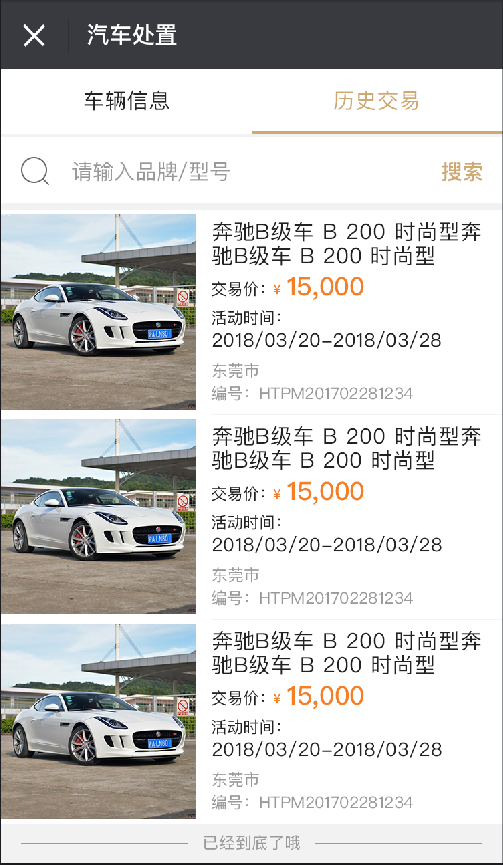 汽车处置
车辆信息
历史交易
请输入品牌/型号
搜索
奔驰B级车 B 200 时尚型奔
驰B级车 B 200 时尚型
交易价：¥ 15,000
活动时间：
2018/03/20-2018/03/28
东莞市
编号：HTPM201702281234
奔驰B级车 B 200 时尚型奔
驰B级车 B 200 时尚型
交易价：¥ 15,000
活动时间：
2018/03/20-2018/03/28
东莞市
编号：HTPM201702281234
奔驰B级车 B 200 时尚型奔
驰B级车 B 200 时尚型
交易价：¥ 15,000
活动时间：
2018/03/20-2018/03/28
东莞市
编号：HTPM201702281234
已经到底了哦